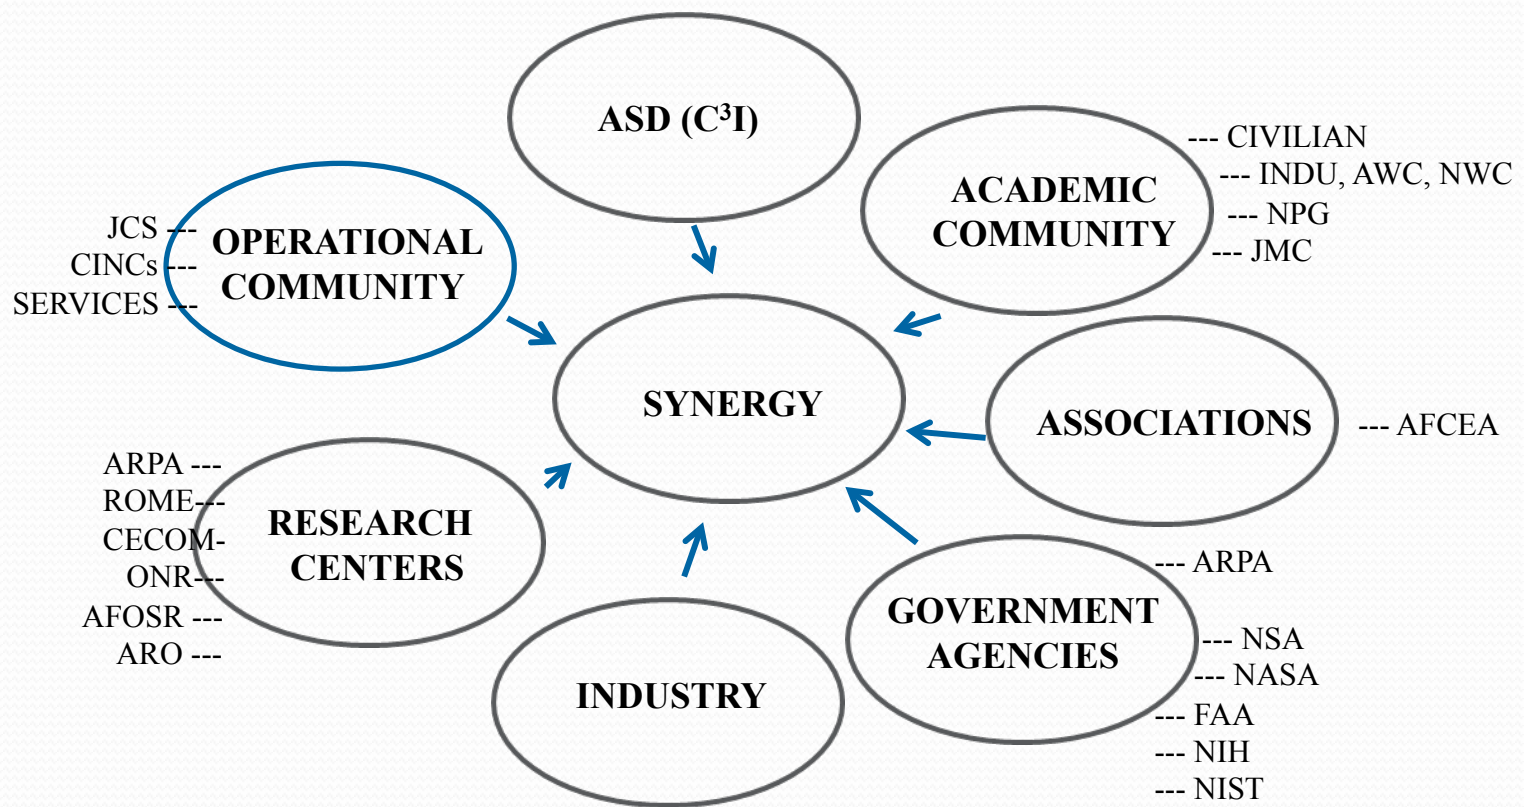 ASD (C³I)
ACADEMIC
COMMUNITY
--- CIVILIAN
--- INDU, AWC, NWC
--- NPG
--- JMC
JCS ---
CINCs ---
SERVICES ---
OPERATIONAL
COMMUNITY
SYNERGY
ASSOCIATIONS
--- AFCEA
ARPA ---
ROME---
CECOM-
ONR---
AFOSR ---
ARO ---
RESEARCH
CENTERS
INDUSTRY
GOVERNMENT
AGENCIES
--- ARPA
--- NSA
--- NASA
--- FAA
--- NIH
--- NIST